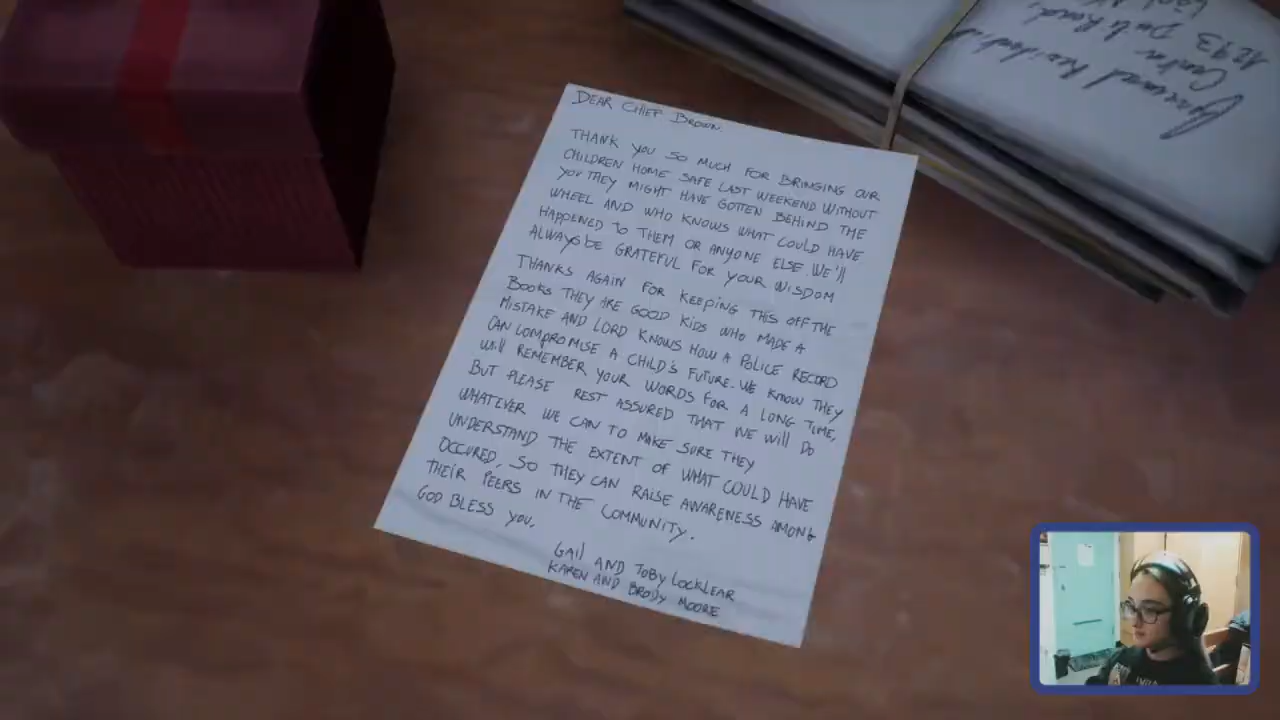 DEAR CHIEF BROWN.
THANK YOU SO MUCH FOR BRINGING OUR
CHILDREN HOME SAFE LAST WEEKEND WITHOUT
YOU THEY MIGHT HAVE GOTTEN BEHIND THE
WHEEL AND WHO KNOWS WHAT COULD HAVE
HAPPENED TO THEM OR ANYONE ELSE. WE'll
ALWAYS BE GRATEFUL FOR YOUR WISDOM
THANKS AGAIN FOR KEEPING THIS OFF THE
BOOKS THEY ARE GOOD KIDS WHO MADE A
MISTAKE AND LORD KNOWS HOW A POLICE RECORD
CAN COMPROMISE A CHILD'S FUTURE. WE KNOW THEY
Will REMEMBER YOUR WORDS FOR A LONG TIME,
BUT PLEASE REST ASSURED THAT WE Will DO
WHATEVER WE CAN TO MAKE SURE THEY
UNDERSTAND THE EXTENT OF WHAT COULD HAVE
OCCURED, SO THEY CAN RAISE AWARENESS AMONG
THEIR PEERS IN THE COMMUNITY.
GOD BLESS YOU,
GAil AND TOBY LOCKLEAR
KAREN AND BRODY MOORE
Road,